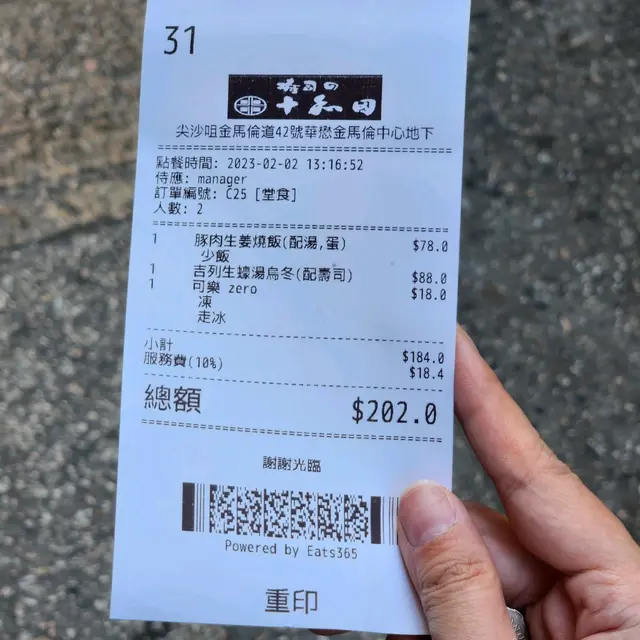 31
寿司の
十和田
尖沙咀金馬倫道42號華懋金馬倫中心地下
點餐時間: 2023-02-02 13:16:52
侍應: manager
訂單編號: C25 [堂食]
人數: 2
1 豚肉生姜燒飯(配湯,蛋) $78.0
少飯
1 吉列生蠔湯烏冬(配壽司) $88.0
1 可樂 zero $18.0
凍
走冰
小計 $184.0
服務費(10%) $18.4
總額 $202.0
謝謝光臨
Powered by Eats365
重印